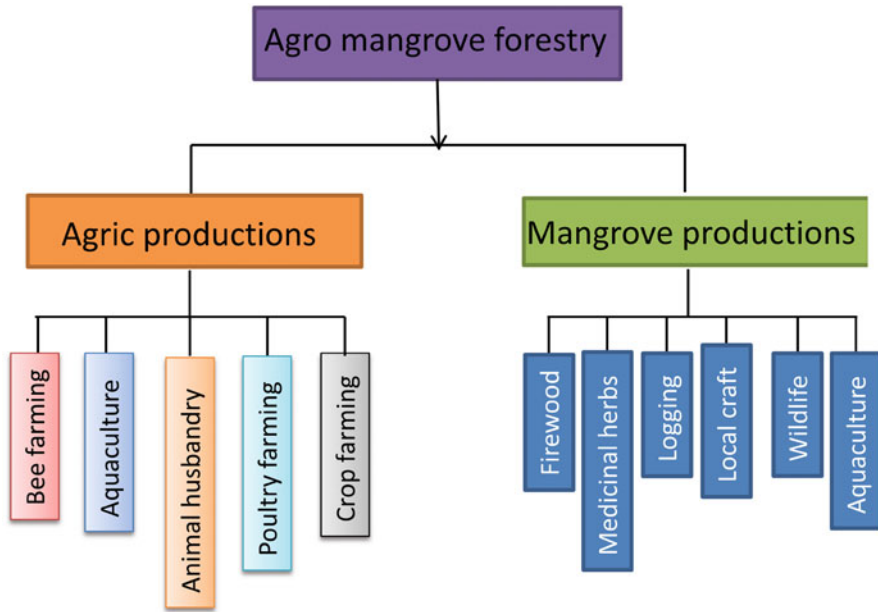 Agro mangrove forestry
Agric productions
Mangrove productions
Bee farming
Aquaculture
Animal husbandry
Poultry farming
Crop farming
Firewood
Medicinal herbs
Logging
Local craft
Wildlife
Aquaculture